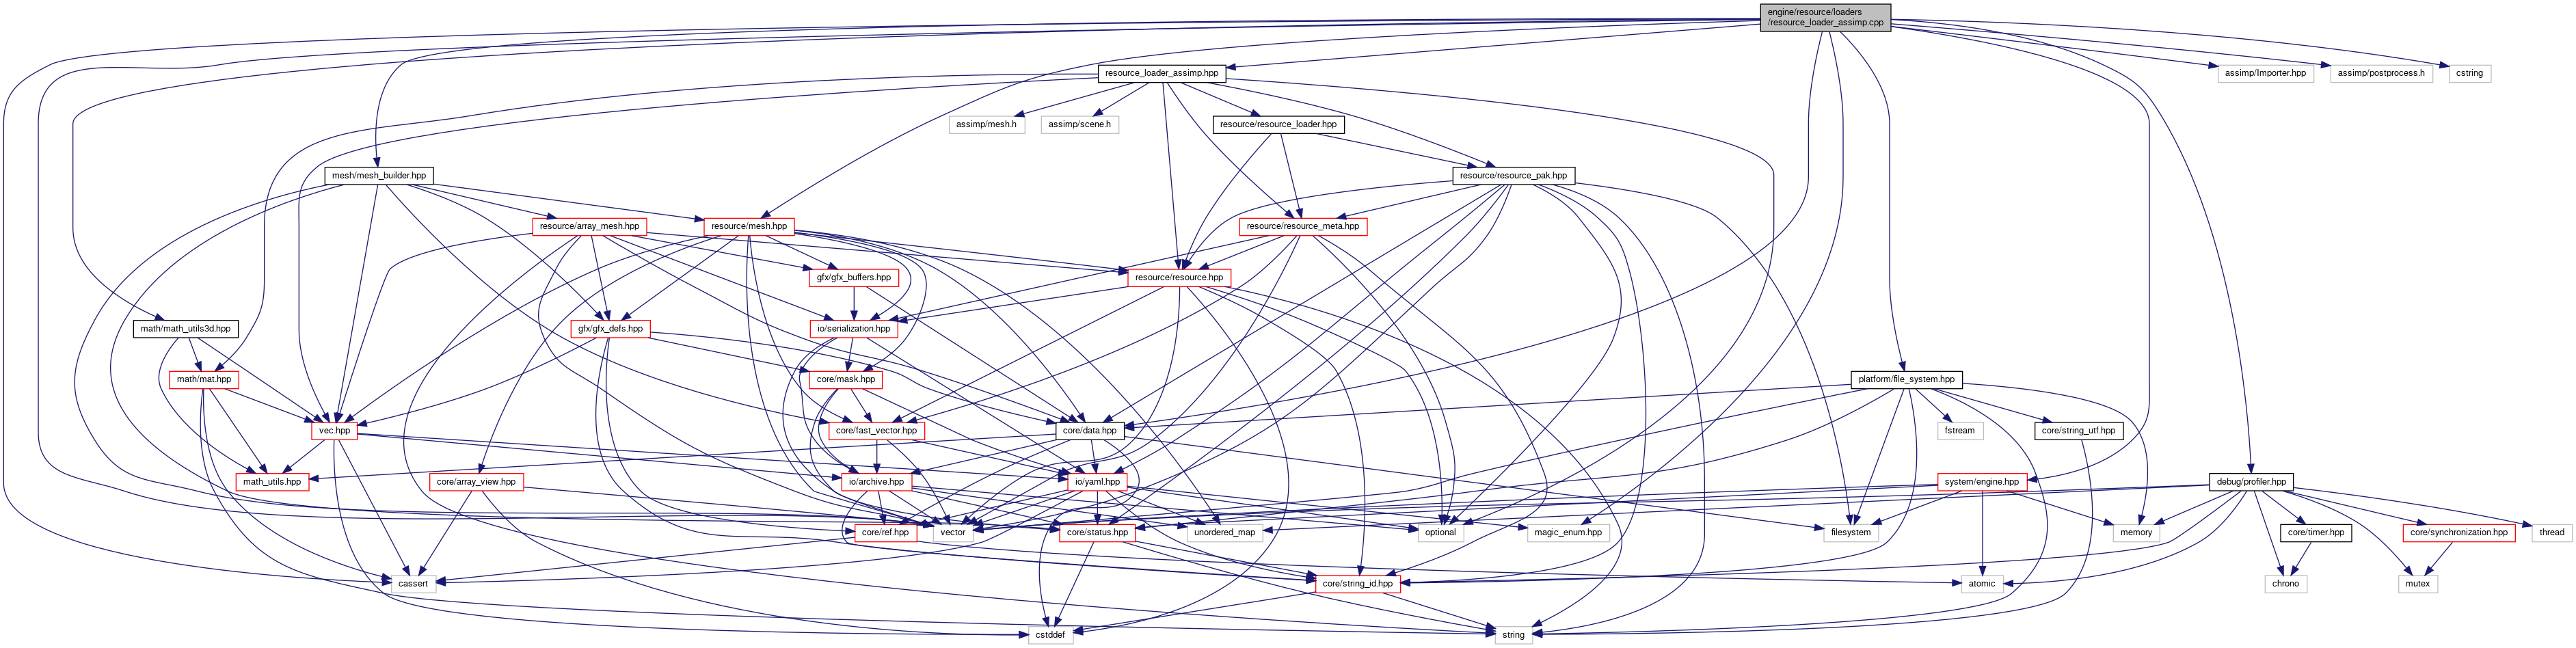 engine/resource/loaders
/resource_loader_assimp.cpp
resource_loader_assimp.hpp
assimp/Importer.hpp
assimp/postprocess.h
cstring
assimp/mesh.h
assimp/scene.h
resource/resource_loader.hpp
mesh/mesh_builder.hpp
resource/resource_pak.hpp
resource/array_mesh.hpp
resource/mesh.hpp
resource/resource_meta.hpp
gfx/gfx_buffers.hpp
resource/resource.hpp
math/math_utils3d.hpp
gfx/gfx_defs.hpp
io/serialization.hpp
math/mat.hpp
core/mask.hpp
platform/file_system.hpp
vec.hpp
core/fast_vector.hpp
core/data.hpp
fstream
core/string_utf.hpp
math_utils.hpp
core/array_view.hpp
io/archive.hpp
io/yaml.hpp
system/engine.hpp
debug/profiler.hpp
core/ref.hpp
vector
core/status.hpp
unordered_map
optional
magic_enum.hpp
filesystem
memory
core/timer.hpp
core/synchronization.hpp
thread
cassert
core/string_id.hpp
atomic
chrono
mutex
cstddef
string